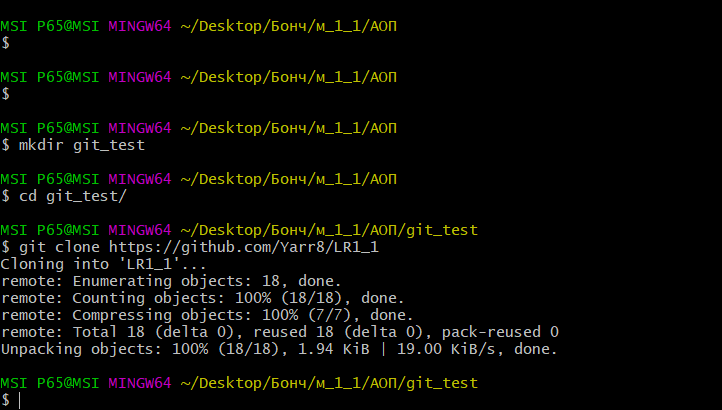 MSI P65@MSI MINGW64 ~/Desktop/Бонч/м_1_1/АОП
$
MSI P65@MSI MINGW64 ~/Desktop/Бонч/м_1_1/АОП
$
MSI P65@MSI MINGW64 ~/Desktop/Бонч/м_1_1/АОП
$ mkdir git_test
MSI P65@MSI MINGW64 ~/Desktop/Бонч/м_1_1/АОП
$ cd git_test/
MSI P65@MSI MINGW64 ~/Desktop/Бонч/м_1_1/АОП/git_test
$ git clone https://github.com/Yarr8/LR1_1
Cloning into 'LR1_1'...
remote: Enumerating objects: 18, done.
remote: Counting objects: 100% (18/18), done.
remote: Compressing objects: 100% (7/7), done.
remote: Total 18 (delta 0), reused 18 (delta 0), pack-reused 0
Unpacking objects: 100% (18/18), 1.94 KiB | 19.00 KiB/s, done.
MSI P65@MSI MINGW64 ~/Desktop/Бонч/м_1_1/АОП/git_test
$